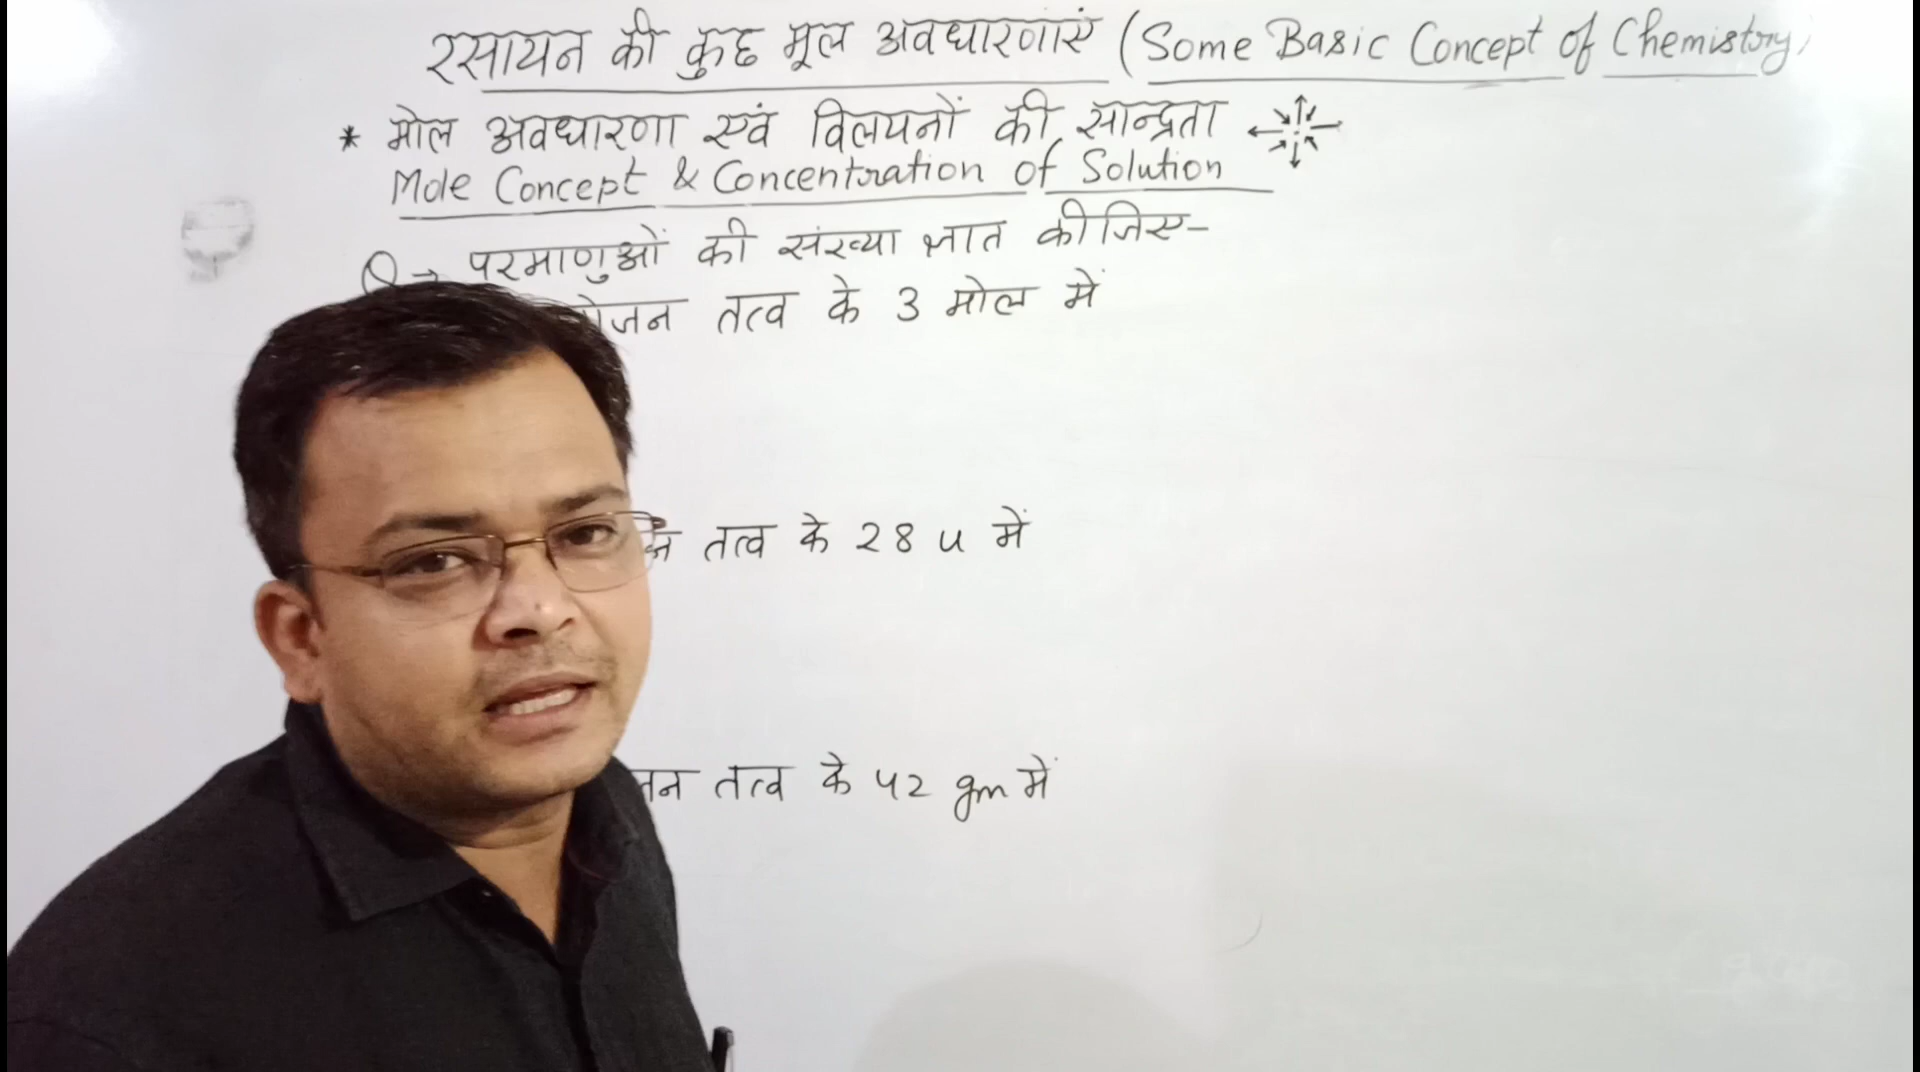 रसायन की कुछ मूल अवधारणाएं (Some Basic Concept of Chemistory)
* मोल अवधारणा एवं विलयनों की सान्द्रता
Mole Concept & Concentration of Solution
Q → परमाणुओं की संख्या ज्ञात कीजिए-
तत्व के 3 मोल में
तत्व के 28 u में
तत्व के 42 gm में